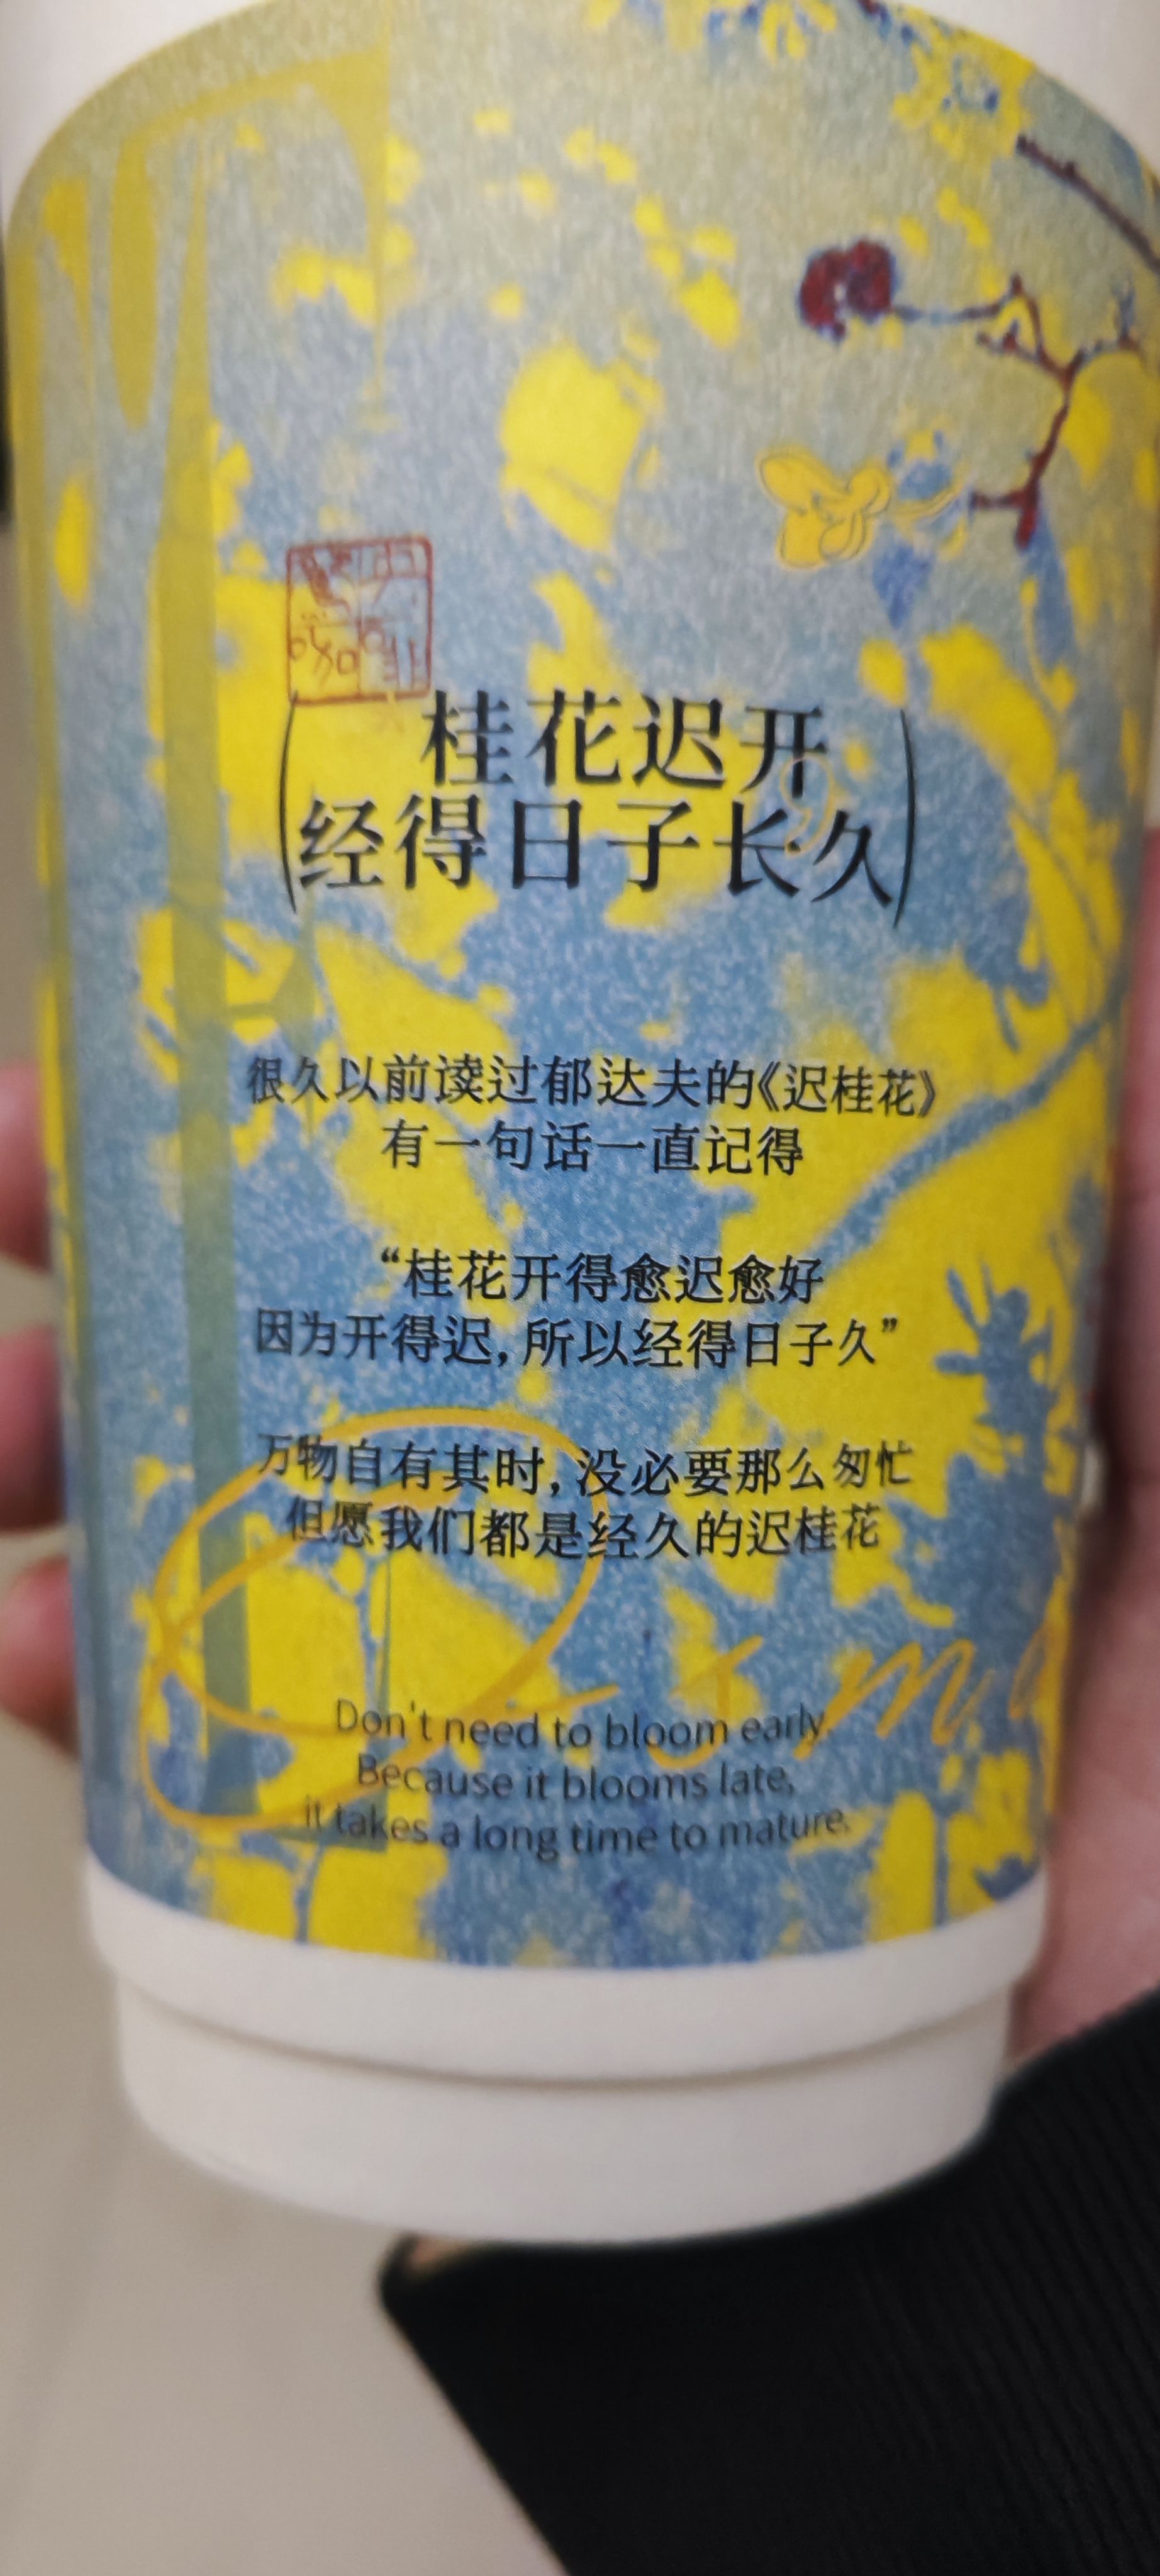 桂花迟开
经得日子长久
很久以前读过郁达夫的《迟桂花》
有一句话一直记得
“桂花开得愈迟愈好
因为开得迟,所以经得日子久”
万物自有其时,没必要那么匆忙
但愿我们都是经久的迟桂花
Don't need to bloom early.
Because it blooms late,
it takes a long time to mature.